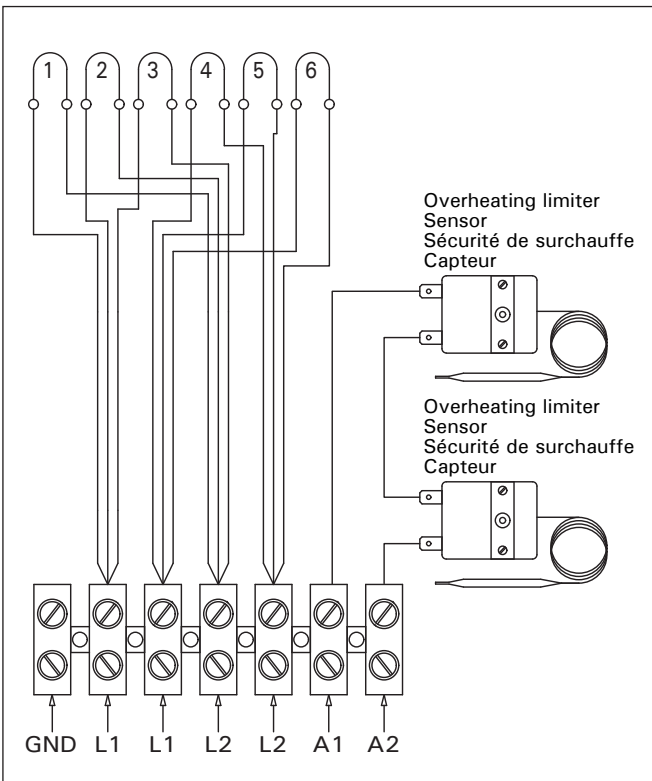 1 2 3 4 5 6
Overheating limiter
Sensor
Sécurité de surchauffe
Capteur
Overheating limiter
Sensor
Sécurité de surchauffe
Capteur
GND L1 L1 L2 L2 A1 A2